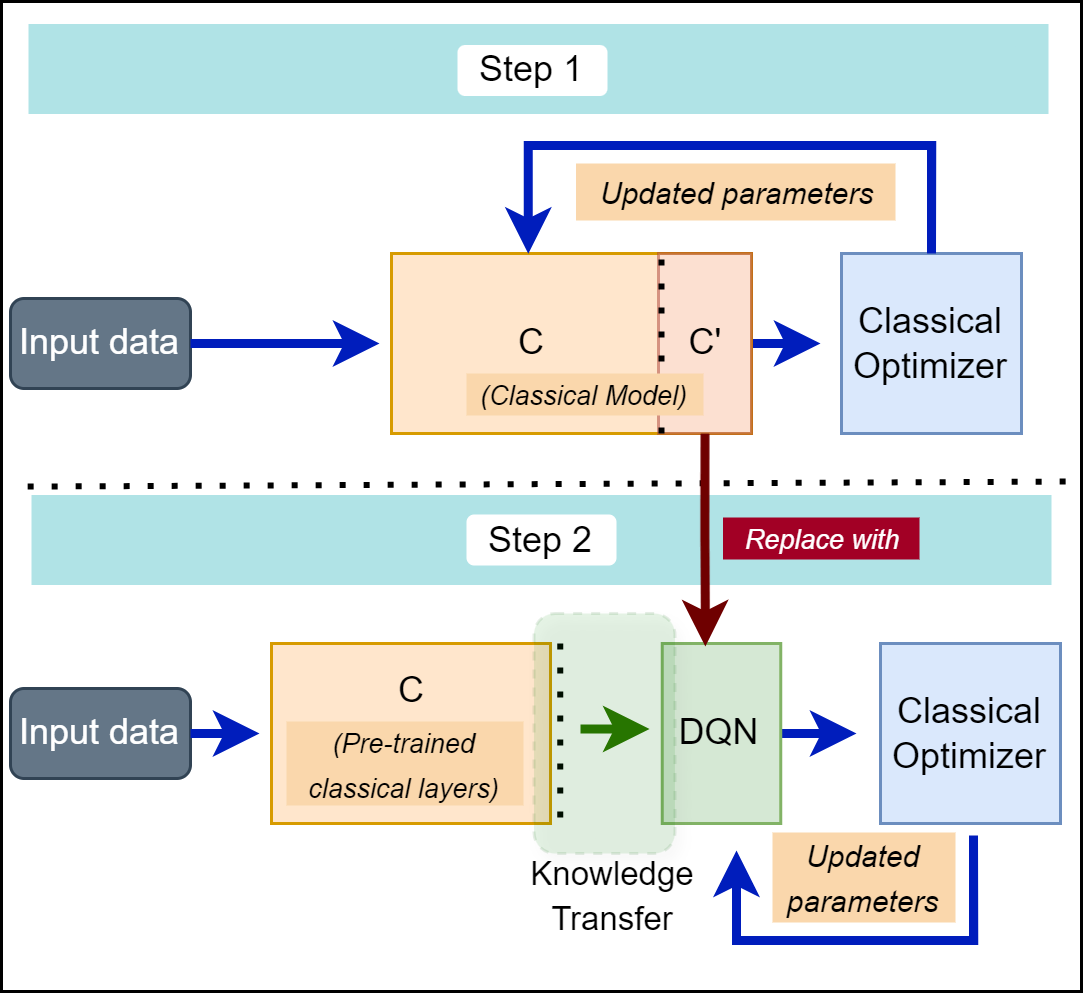 Step 1
Updated parameters
Input data
C
C'
(Classical Model)
Classical
Optimizer
Step 2
Replace with
Input data
C
(Pre-trained
classical layers)
DQN
Classical
Optimizer
Knowledge
Transfer
Updated
parameters